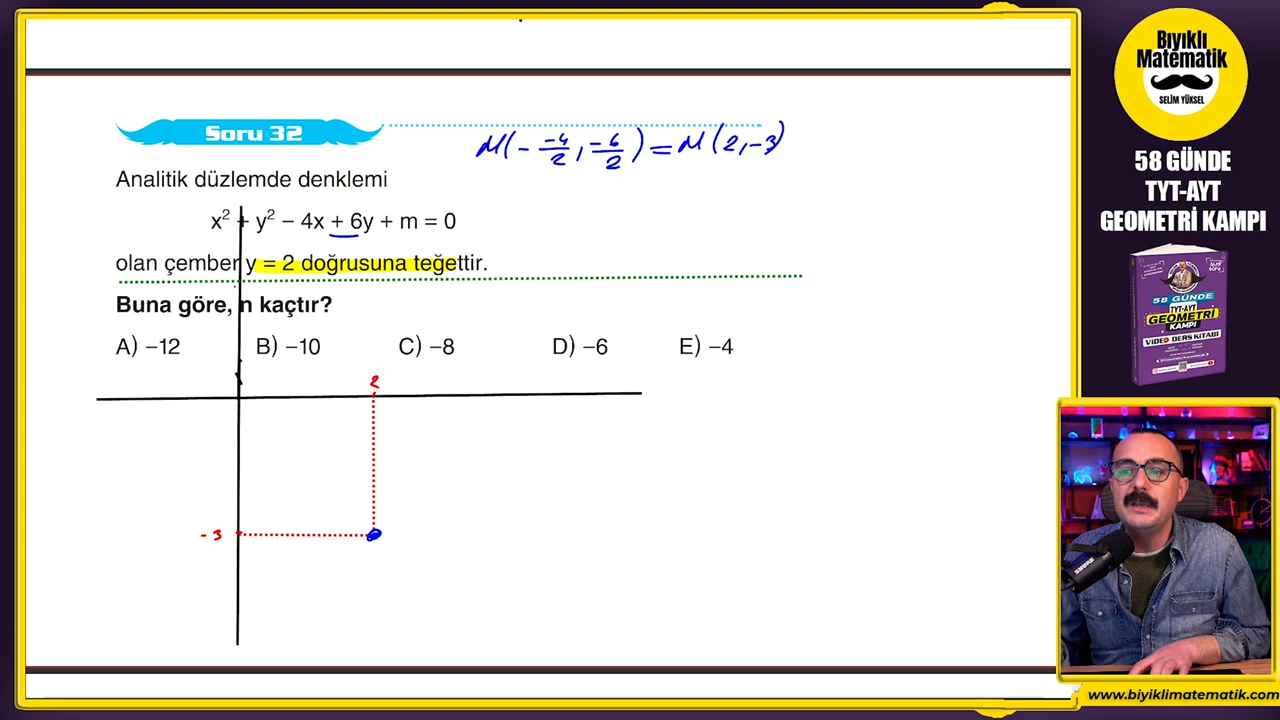 Soru 32
M(- -4/2, -6/2) = M(2,-3)
Analitik düzlemde denklemi
x² + y² − 4x + 6y + m = 0
olan çember y = 2 doğrusuna teğettir.
Buna göre, n kaçtır?
A) −12 B) −10 C) −8 D) −6 E) −4
2
-3
Bıyıklı
Matematik
SELİM YÜKSEL
58 GÜNDE
TYT-AYT
GEOMETRİ KAMPI
58 GÜNDE
TYT-AYT
GEOMETRİ
KAMPI
VİDEO DERS KİTABI
www.biyiklimatematik.com